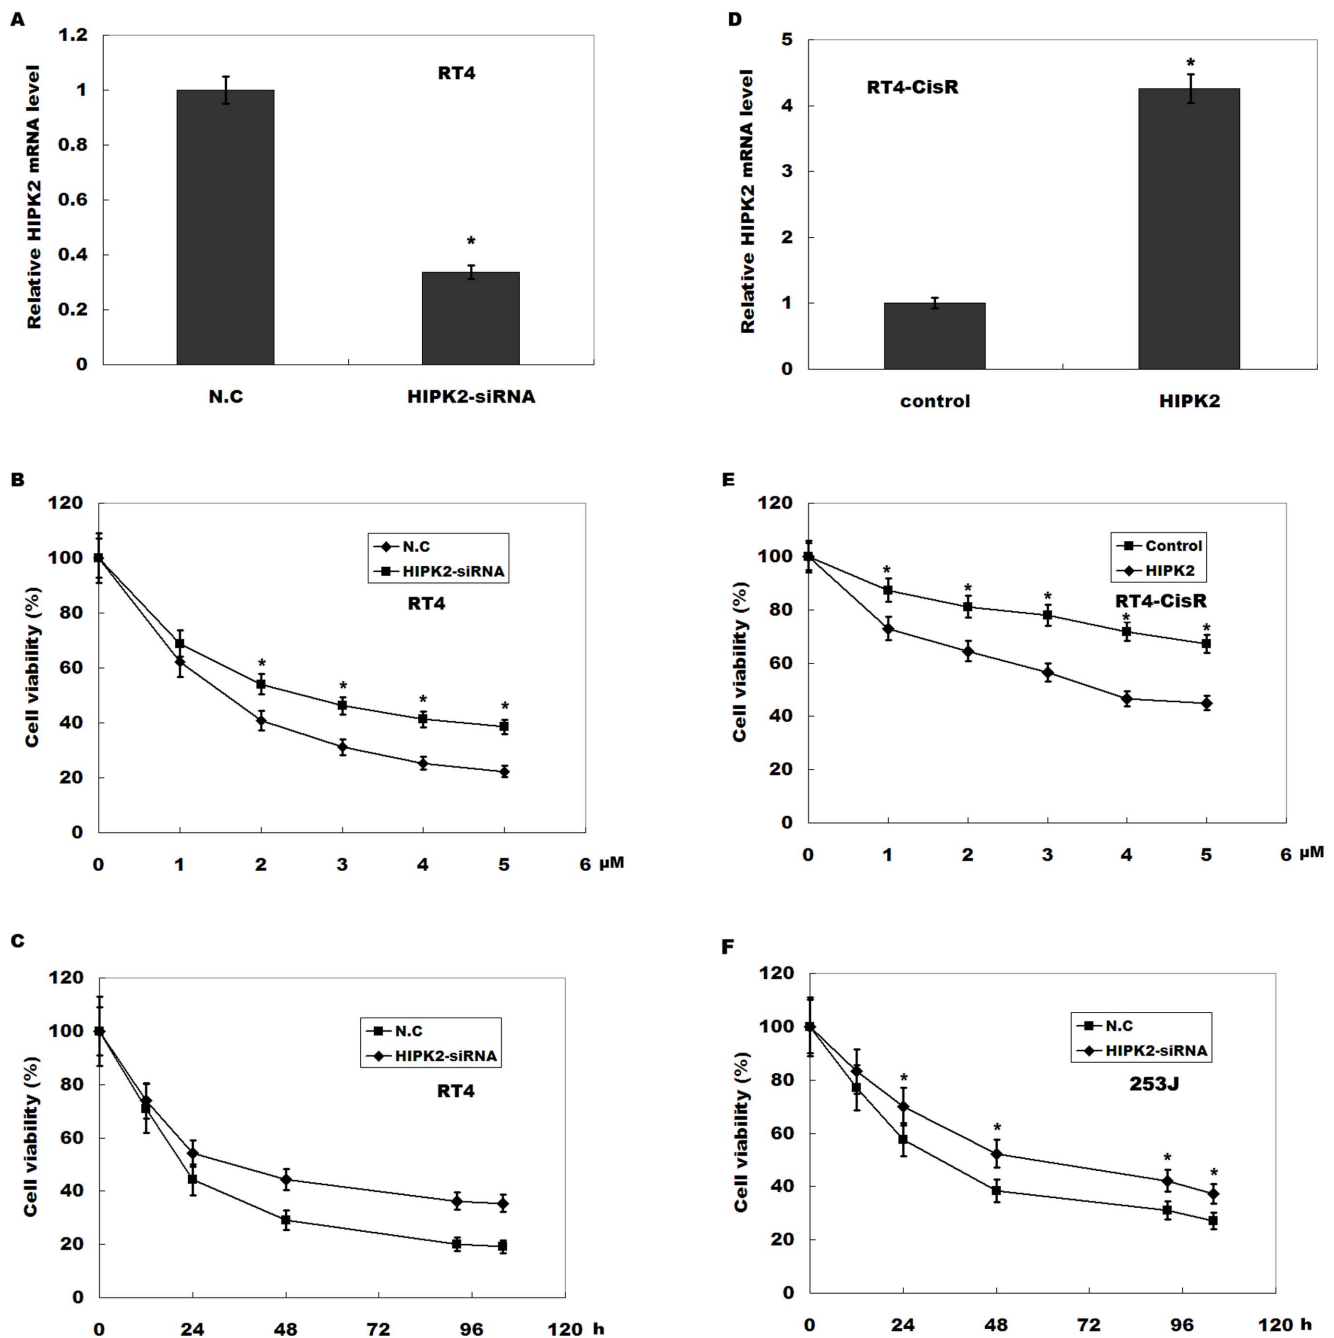 A
Relative HIPK2 mRNA level
1.2
1
0.8
0.6
0.4
0.2
0
RT4
*
N.C
HIPK2-siRNA
D
Relative HIPK2 mRNA level
5
4
3
2
1
0
RT4-CisR
*
control
HIPK2
B
Cell viability (%)
120
100
80
60
40
20
0
N.C
HIPK2-siRNA
RT4
* * * *
0 1 2 3 4 5 6 µM
E
Cell viability (%)
120
100
80
60
40
20
0
Control
HIPK2
RT4-CisR
* * * * *
0 1 2 3 4 5 6 µM
C
Cell viability (%)
120
100
80
60
40
20
0
N.C
HIPK2-siRNA
RT4
0 24 48 72 96 120 h
F
Cell viability (%)
120
100
80
60
40
20
0
N.C
HIPK2-siRNA
253J
* * * *
0 24 48 72 96 120 h